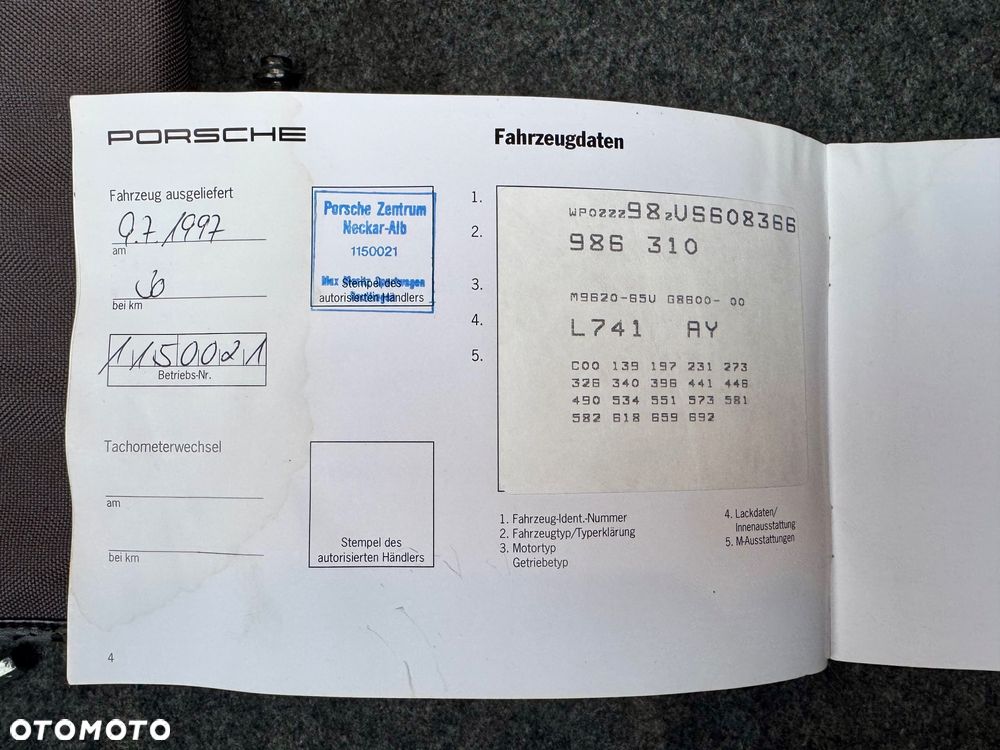 PORSCHE
Fahrzeug ausgeliefert
9.7.1997
am
6
bei km
1150021
Betriebs-Nr.
Porsche Zentrum
Neckar-Alb
1150021
Stempel des
autorisierten Händlers
Tachometerwechsel
am
bei km
Stempel des
autorisierten Händlers
4
Fahrzeugdaten
1. WP0ZZZ98ZVS608366
2. 986 310
3. M9620-65V G8600- 00
4. L741 AY
5. C00 139 197 231 273
326 340 396 441 446
490 534 551 573 581
582 618 659 692
1. Fahrzeug-Ident.-Nummer
2. Fahrzeugtyp/Typerklärung
3. Motortyp
Getriebetyp
4. Lackdaten/
Innenausstattung
5. M-Ausstattungen
OTOMOTO